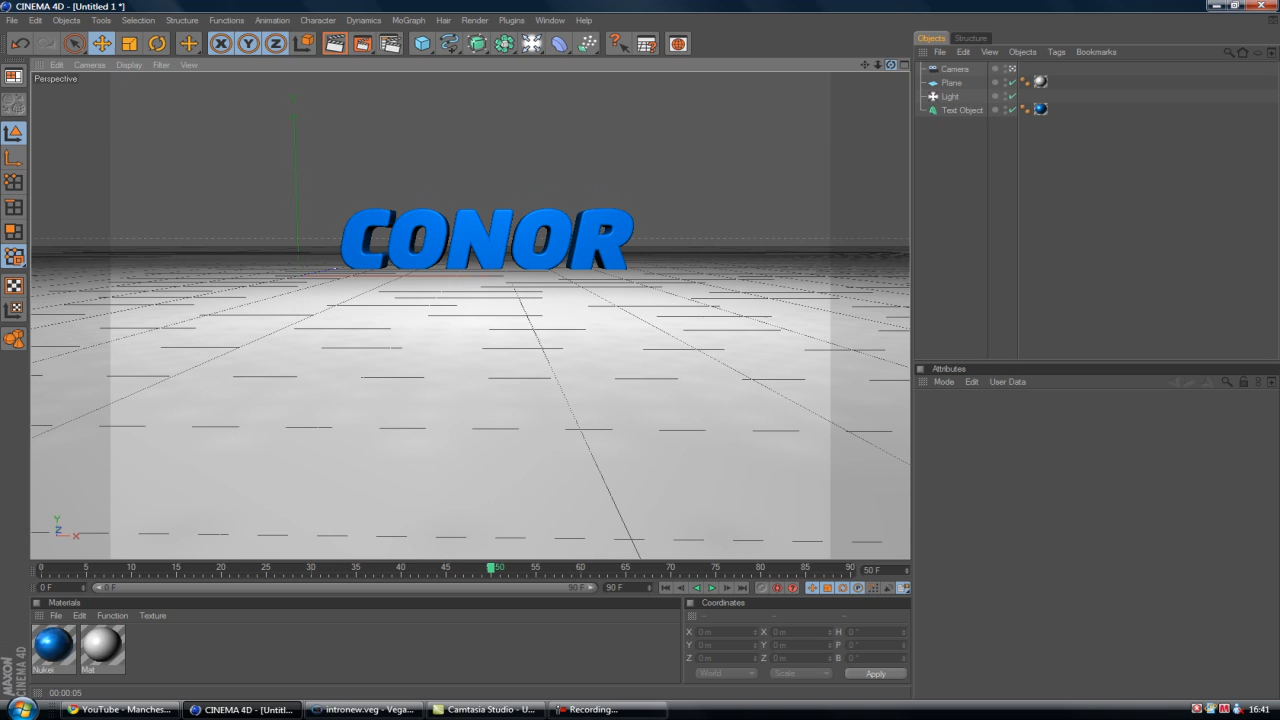 CINEMA 4D - [Untitled 1 *]
File Edit Objects Tools Selection Structure Functions Animation Character Dynamics MoGraph Hair Render Plugins Window Help
X Y Z
Objects Structure
File Edit View Objects Tags Bookmarks
Edit Cameras Display Filter View
Perspective
Camera
Plane
Light
Text Object
CONOR
Attributes
Mode Edit User Data
Y
Z
X
0 5 10 15 20 25 30 35 40 45 50 55 60 65 70 75 80 85 90 50 F
0 F 0 F 90 F 90 F
Materials
File Edit Function Texture
Mat
Coordinates
-- -- --
X 0 m X 0 m H 0 °
Y 0 m Y 0 m P 0 °
Z 0 m Z 0 m B 0 °
World Scale Apply
MAXON
CINEMA 4D
00:00:05
YouTube - Manches... CINEMA 4D - [Untitl... intronew.veg - Vega... Camtasia Studio - U... Recording... 16:41